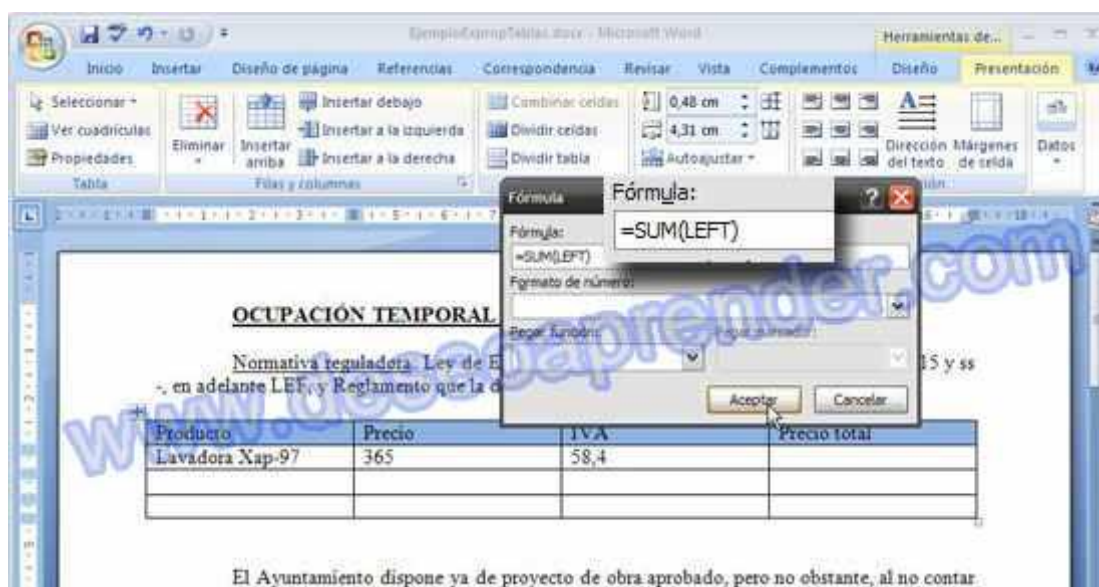 EjemploExpropTablas.docx - Microsoft Word
Herramientas de...
Inicio Insertar Diseño de página Referencias Correspondencia Revisar Vista Complementos Diseño Presentación
Seleccionar
Ver cuadrículas
Propiedades
Tabla
Eliminar
Insertar arriba
Insertar debajo
Insertar a la izquierda
Insertar a la derecha
Filas y columnas
Combinar celdas
Dividir celdas
Dividir tabla
0,48 cm
4,31 cm
Autoajustar
Dirección del texto
Márgenes de celda
Datos
Fórmula
Fórmula:
=SUM(LEFT)
Fórmula:
=SUM(LEFT)
Formato de número:
Pegar función:
Pegar marcador:
Aceptar Cancelar
www.deseoaprender.com
OCUPACIÓN TEMPORAL
Normativa reguladora Ley de E 15 y ss
-, en adelante LEF, y Reglamento que la d
Producto Precio IVA Precio total
Lavadora Xap-97 365 58,4
El Ayuntamiento dispone ya de proyecto de obra aprobado, pero no obstante, al no contar